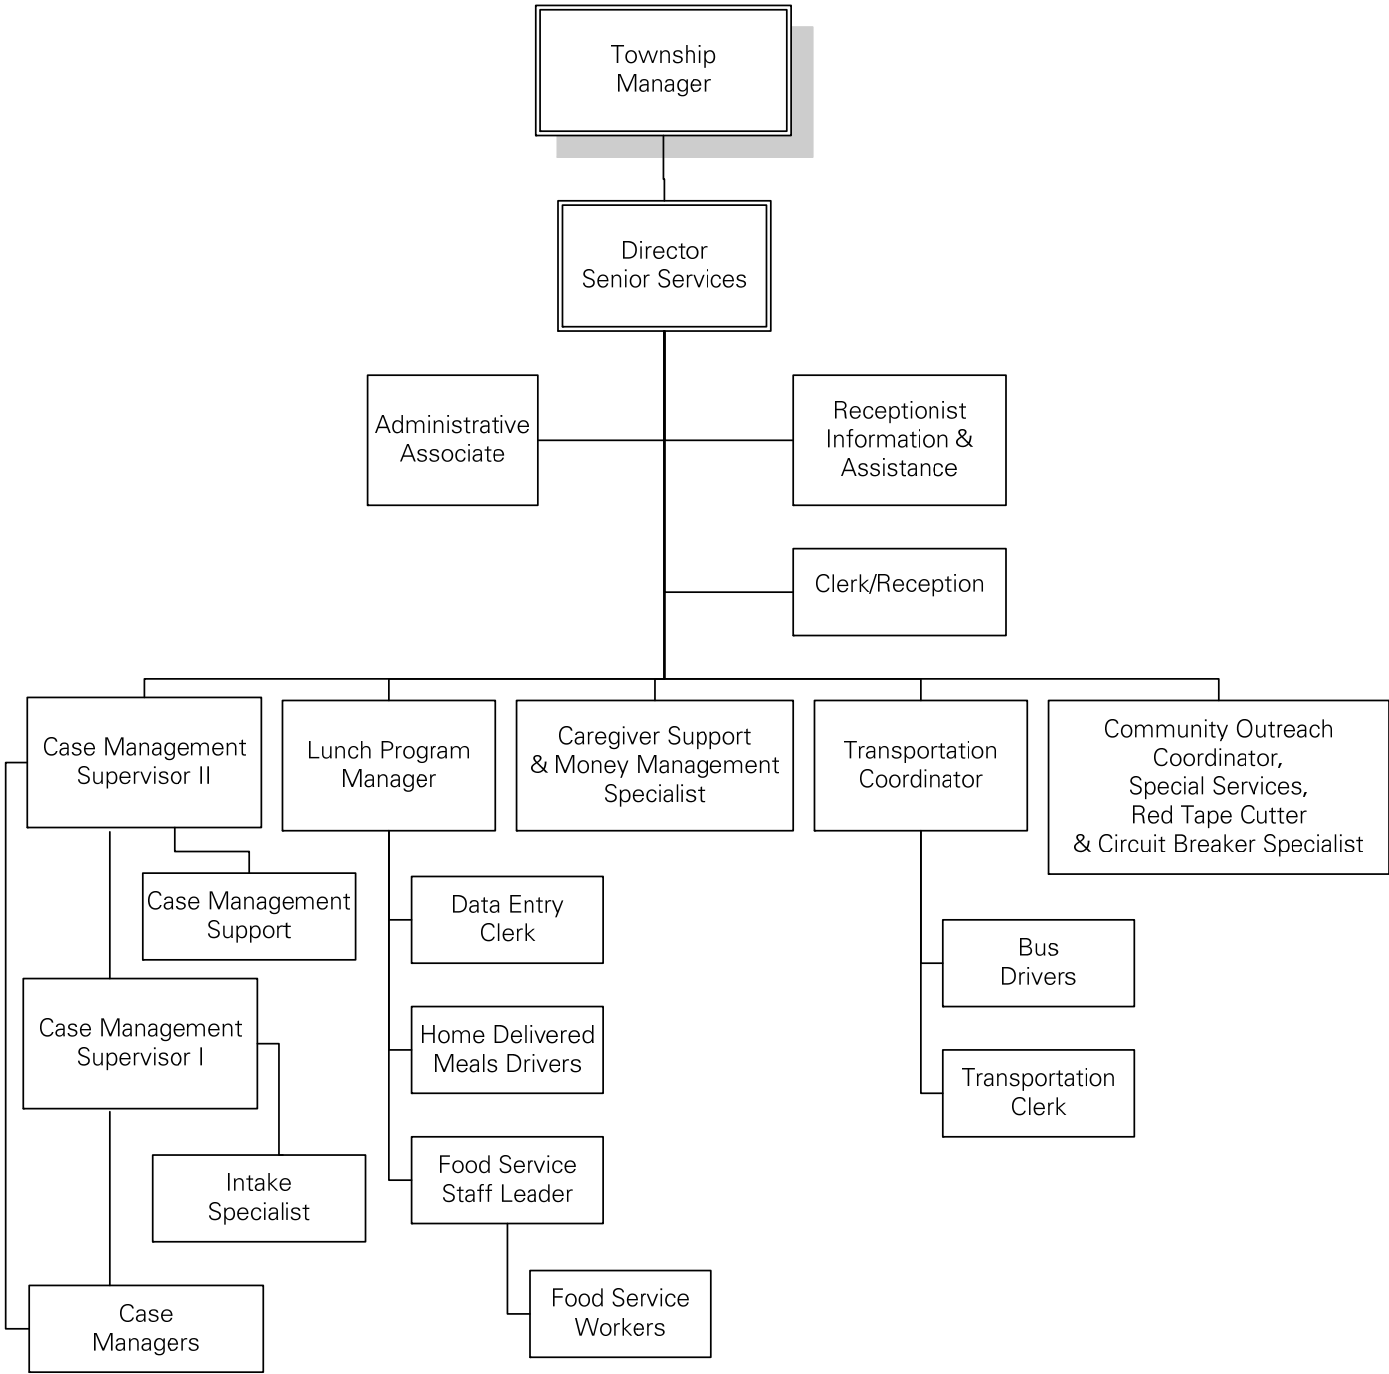 Township
Manager
Director
Senior Services
Administrative
Associate
Receptionist
Information &
Assistance
Clerk/Reception
Case Management
Supervisor II
Lunch Program
Manager
Caregiver Support
& Money Management
Specialist
Transportation
Coordinator
Community Outreach
Coordinator,
Special Services,
Red Tape Cutter
& Circuit Breaker Specialist
Case Management
Support
Data Entry
Clerk
Bus
Drivers
Case Management
Supervisor I
Home Delivered
Meals Drivers
Transportation
Clerk
Intake
Specialist
Food Service
Staff Leader
Case
Managers
Food Service
Workers